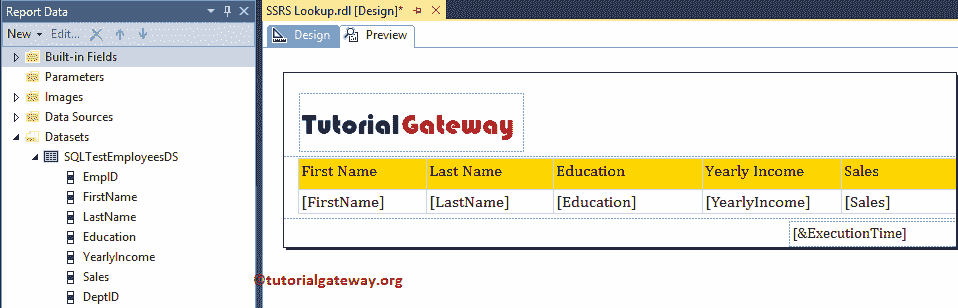 Report Data
New Edit...
Built-in Fields
Parameters
Images
Data Sources
Datasets
SQLTestEmployeesDS
EmpID
FirstName
LastName
Education
YearlyIncome
Sales
DeptID
SSRS Lookup.rdl [Design]*
Design Preview
TutorialGateway
First Name Last Name Education Yearly Income Sales
[FirstName] [LastName] [Education] [YearlyIncome] [Sales]
[&ExecutionTime]
©tutorialgateway.org